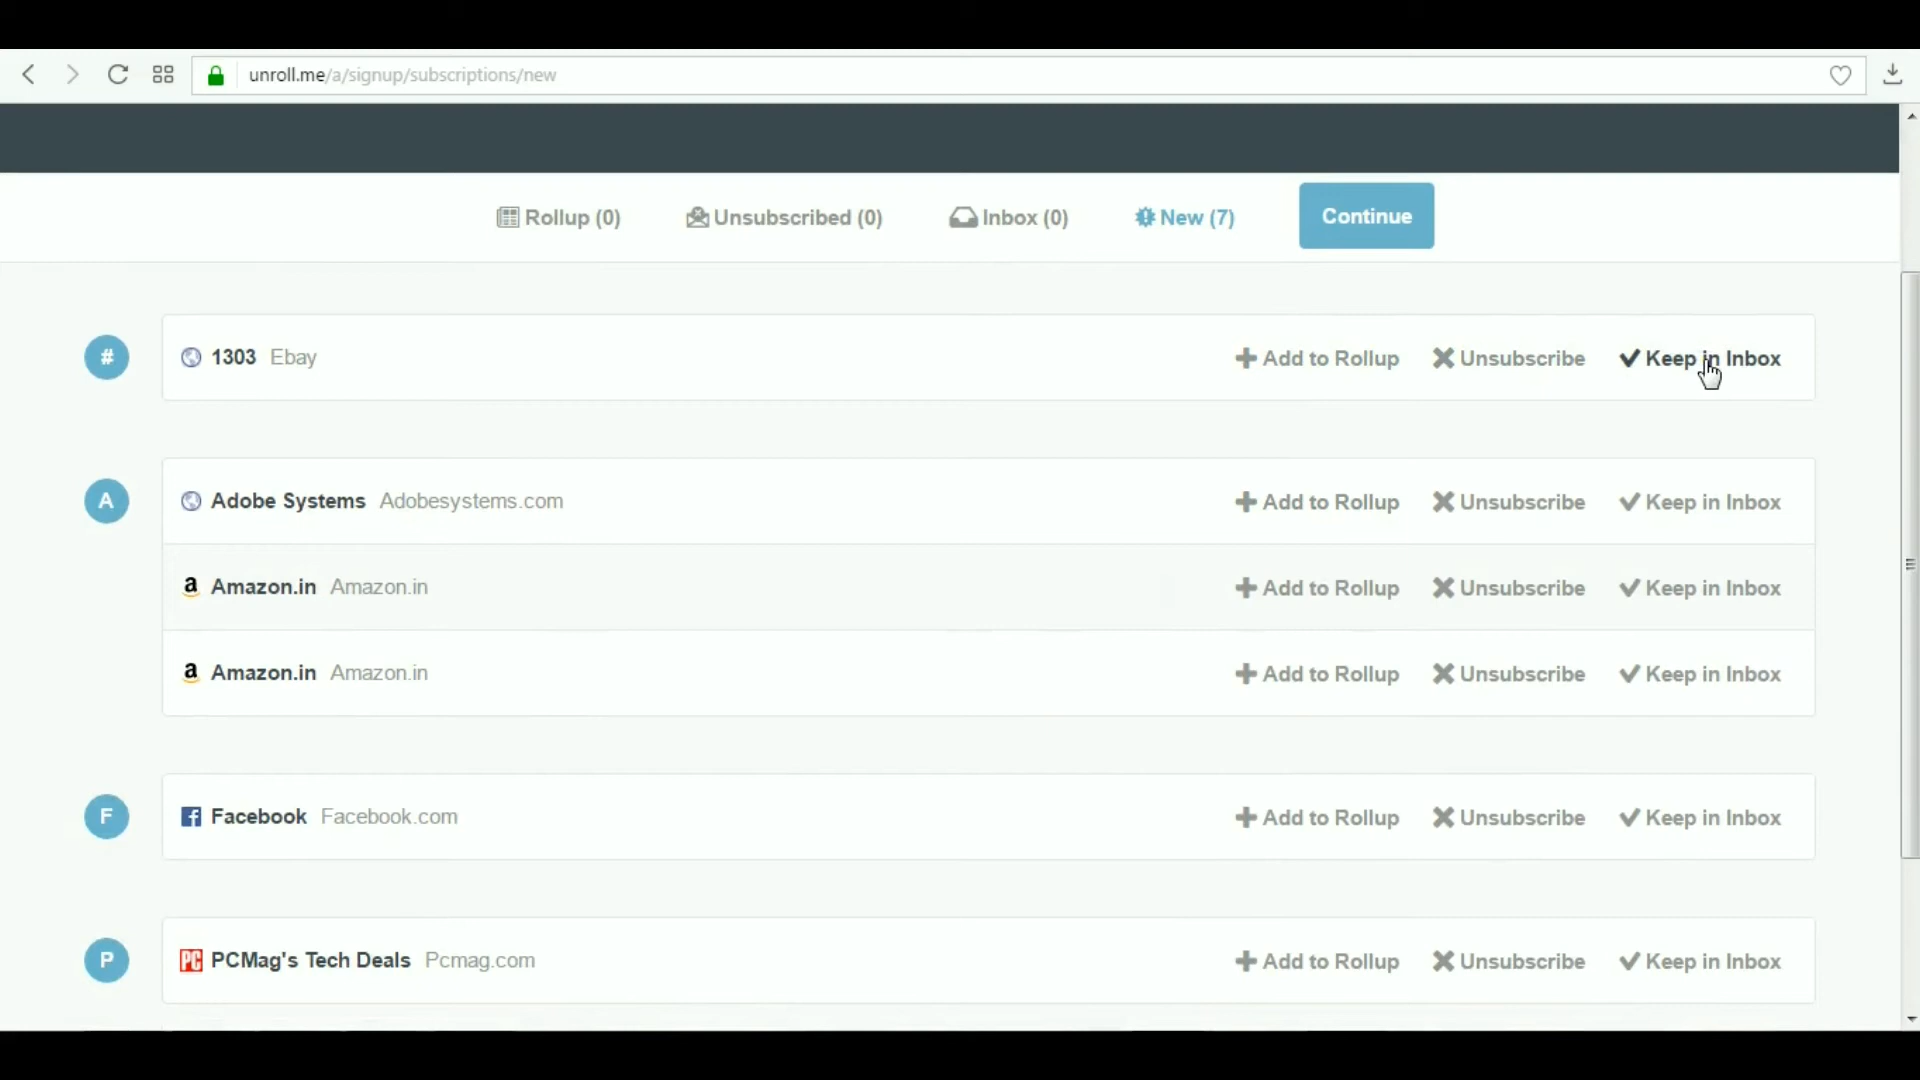 unroll.me/a/signup/subscriptions/new
Rollup (0) Unsubscribed (0) Inbox (0) New (7) Continue
# 1303 Ebay Add to Rollup Unsubscribe Keep in Inbox
A Adobe Systems Adobesystems.com Add to Rollup Unsubscribe Keep in Inbox
a Amazon.in Amazon.in Add to Rollup Unsubscribe Keep in Inbox
a Amazon.in Amazon.in Add to Rollup Unsubscribe Keep in Inbox
F f Facebook Facebook.com Add to Rollup Unsubscribe Keep in Inbox
P PC PCMag's Tech Deals Pcmag.com Add to Rollup Unsubscribe Keep in Inbox